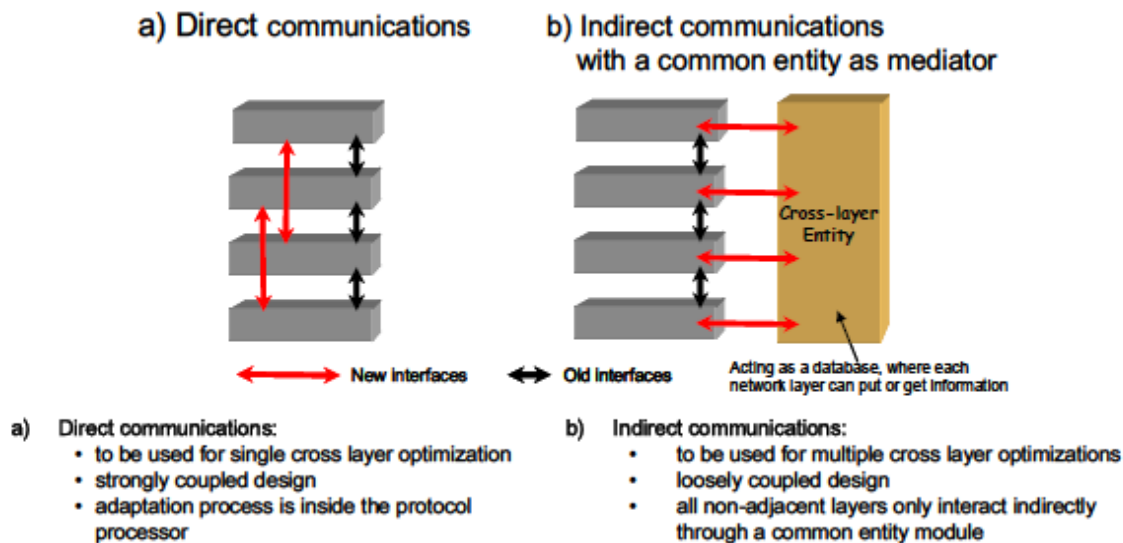 a) Direct communications
b) Indirect communications
with a common entity as mediator
Cross-layer
Entity
New interfaces
Old interfaces
Acting as a database, where each
network layer can put or get information
a) Direct communications:
• to be used for single cross layer optimization
• strongly coupled design
• adaptation process is inside the protocol
processor
b) Indirect communications:
• to be used for multiple cross layer optimizations
• loosely coupled design
• all non-adjacent layers only interact indirectly
through a common entity module